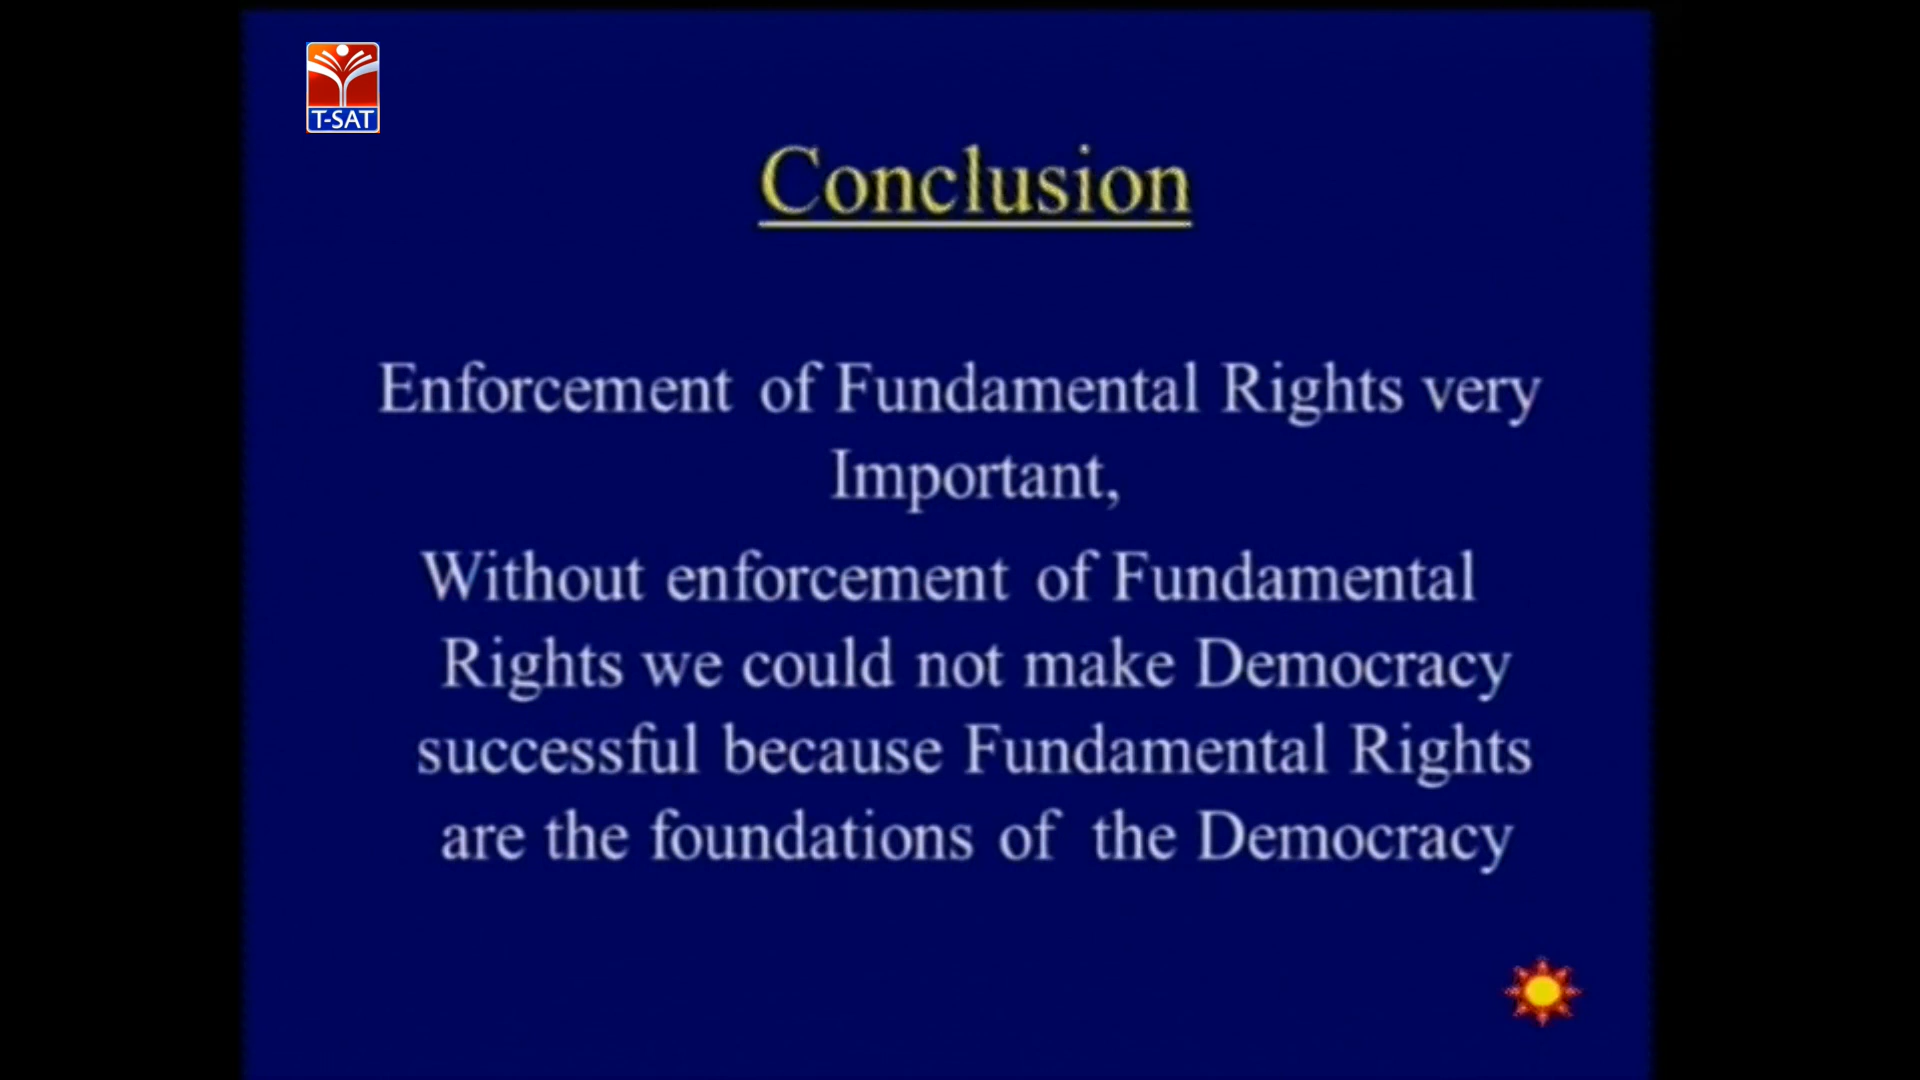 T-SAT
Conclusion
Enforcement of Fundamental Rights very
Important,
Without enforcement of Fundamental
Rights we could not make Democracy
successful because Fundamental Rights
are the foundations of the Democracy